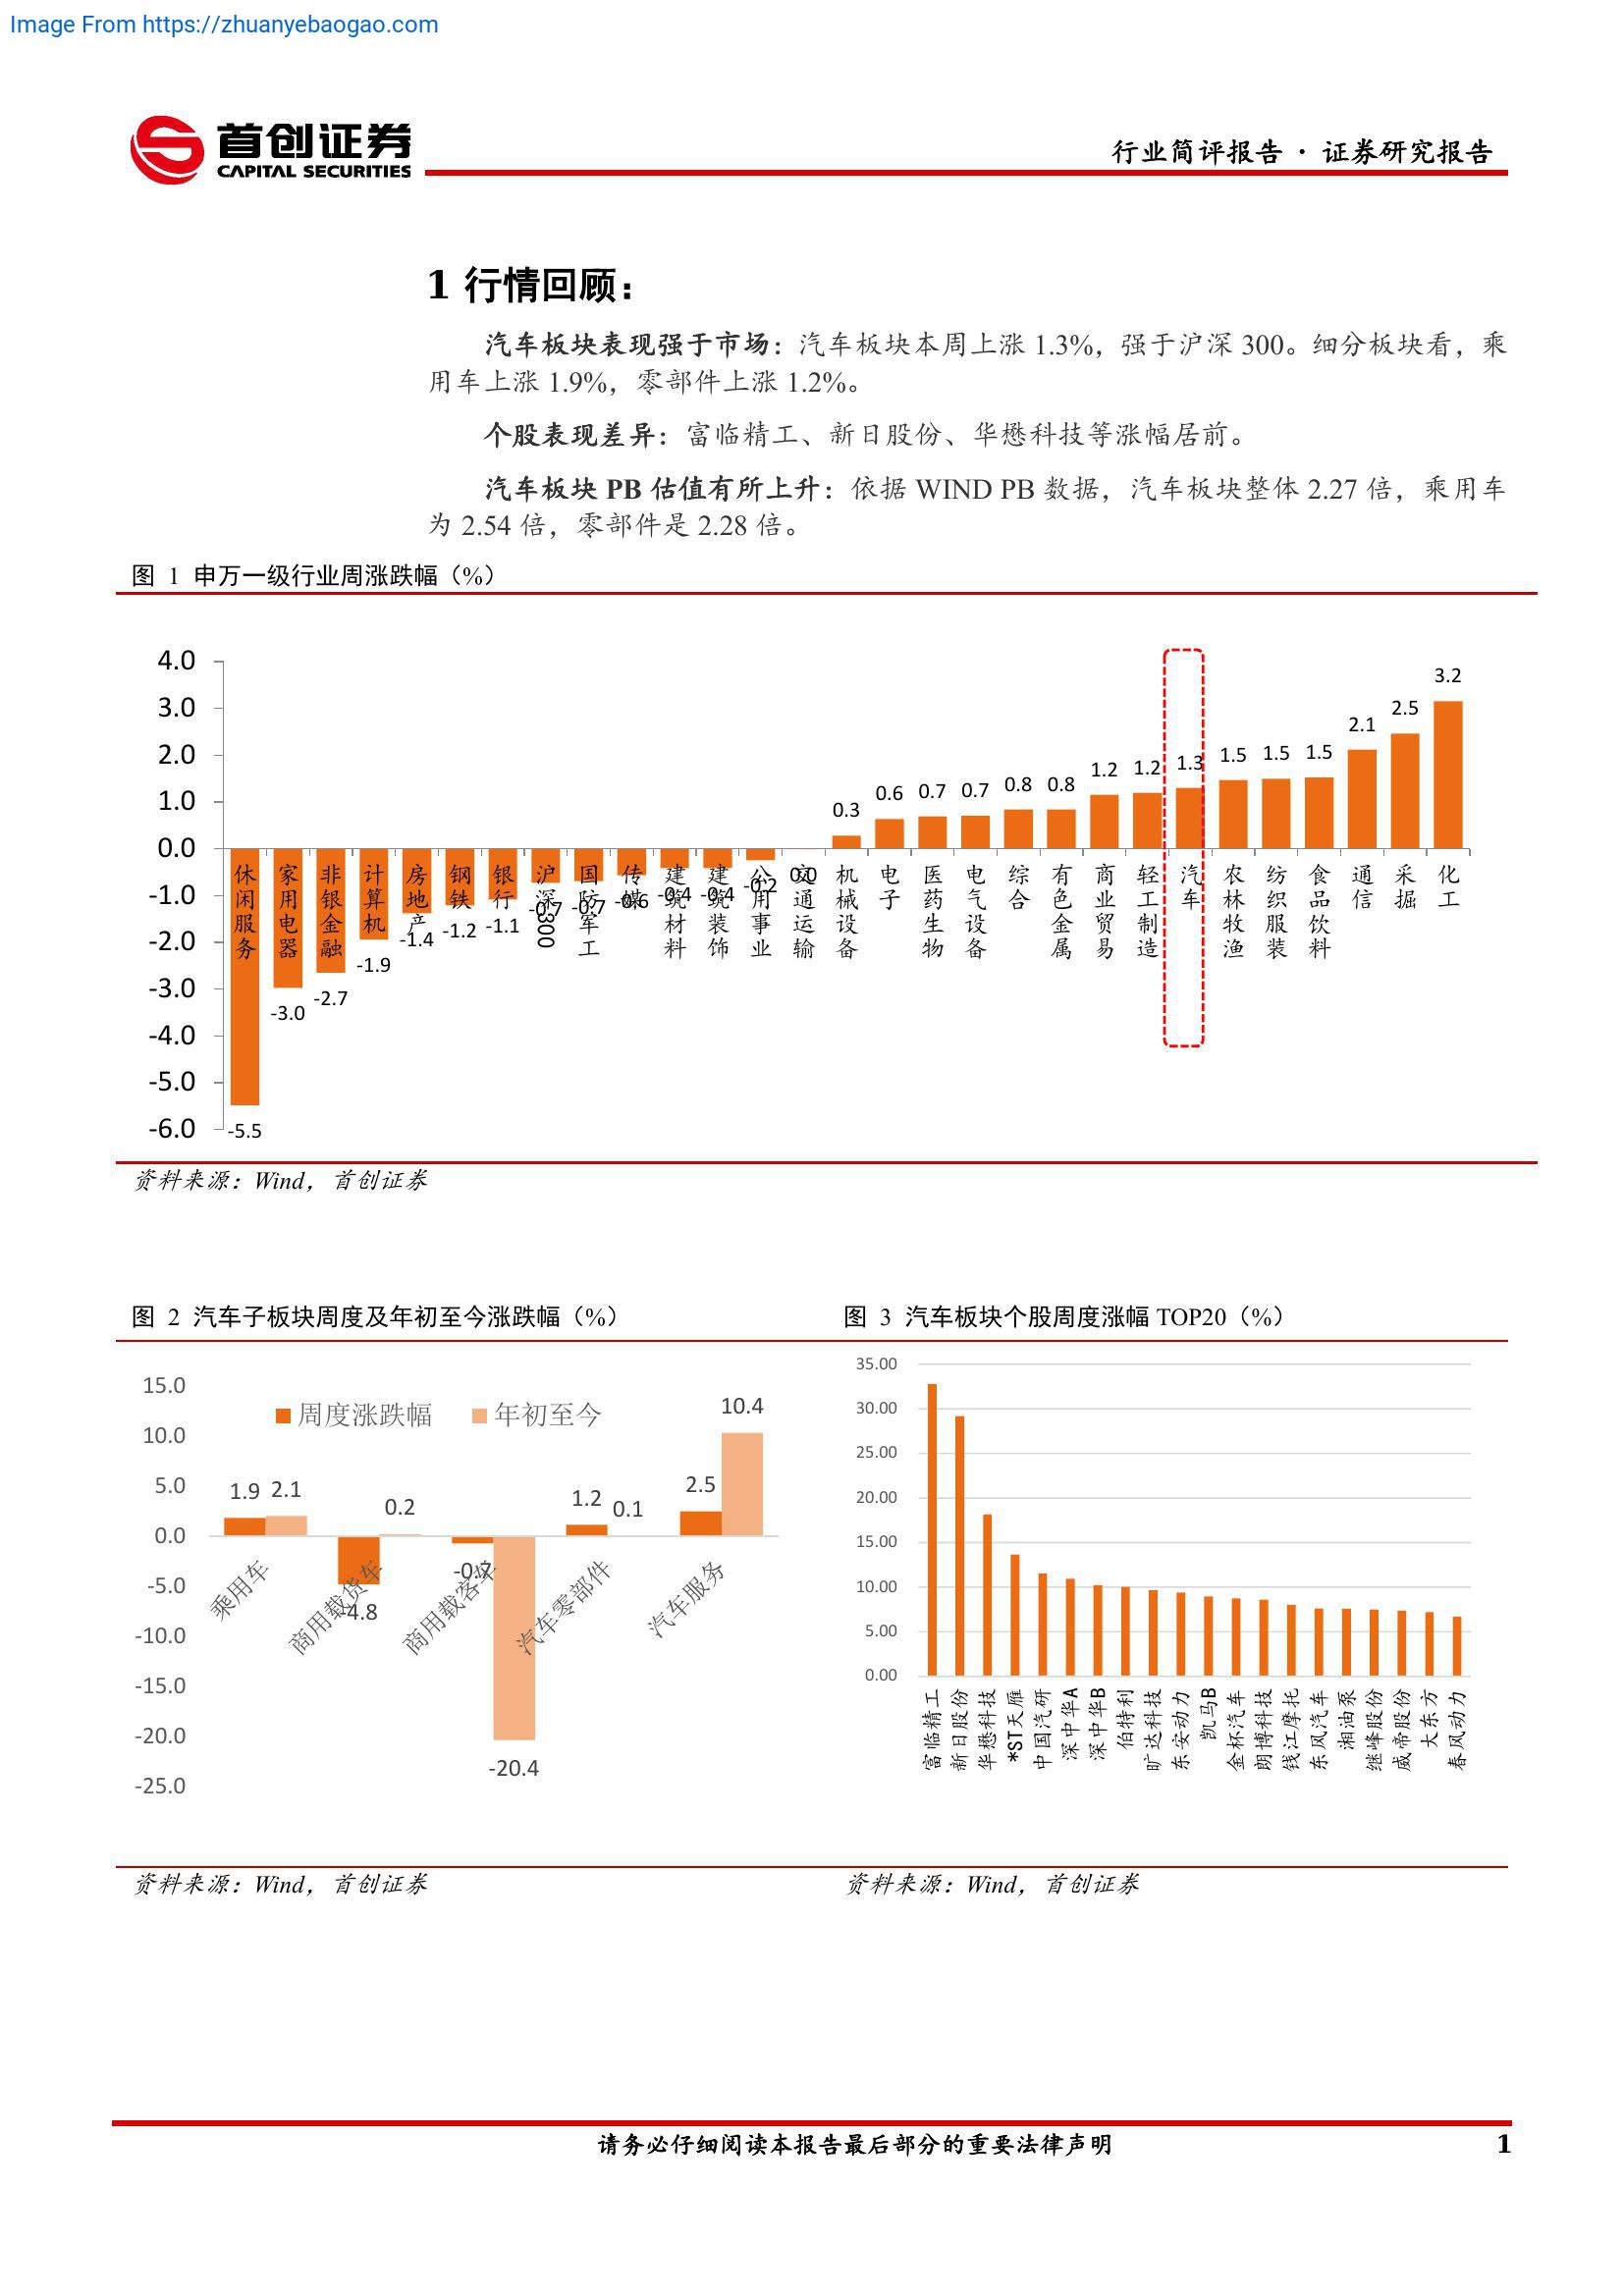 Image From https://zhuanyebaogao.com
首创证券
CAPITAL SECURITIES
行业简评报告 · 证券研究报告
1 行情回顾：
汽车板块表现强于市场：汽车板块本周上涨 1.3%，强于沪深 300。细分板块看，乘
用车上涨 1.9%，零部件上涨 1.2%。
个股表现差异：富临精工、新日股份、华懋科技等涨幅居前。
汽车板块 PB 估值有所上升：依据 WIND PB 数据，汽车板块整体 2.27 倍，乘用车
为 2.54 倍，零部件是 2.28 倍。
图 1 申万一级行业周涨跌幅（%）
4.0
3.0
2.0
1.0
0.0
-1.0
-2.0
-3.0
-4.0
-5.0
-6.0
-5.5
-3.0
-2.7
-1.9
-1.4
-1.2
-1.1
-0.7
-0.7
-0.6
-0.4
-0.4
-0.2
0.0
0.3
0.6
0.7
0.7
0.8
0.8
1.2
1.2
1.3
1.5
1.5
1.5
2.1
2.5
3.2
休闲服务
家用电器
非银金融
计算机
房地产
钢铁
银行
沪深300
国防军工
传媒
建筑材料
建筑装饰
公用事业
交通运输
机械设备
电子
医药生物
电气设备
综合
有色金属
商业贸易
轻工制造
汽车
农林牧渔
纺织服装
食品饮料
通信
采掘
化工
资料来源：Wind，首创证券
图 2 汽车子板块周度及年初至今涨跌幅（%）
15.0
10.0
5.0
0.0
-5.0
-10.0
-15.0
-20.0
-25.0
周度涨跌幅
年初至今
1.9
2.1
-4.8
0.2
-0.7
-20.4
1.2
0.1
2.5
10.4
乘用车
商用载货车
商用载客车
汽车零部件
汽车服务
资料来源：Wind，首创证券
图 3 汽车板块个股周度涨幅 TOP20（%）
35.00
30.00
25.00
20.00
15.00
10.00
5.00
0.00
富临精工
新日股份
华懋科技
*ST天雁
中国汽研
深中华A
深中华B
伯特利
旷达科技
东安动力
凯马B
金杯汽车
朗博科技
钱江摩托
东风汽车
湘油泵
继峰股份
威帝股份
大东方
春风动力
资料来源：Wind，首创证券
请务必仔细阅读本报告最后部分的重要法律声明
1